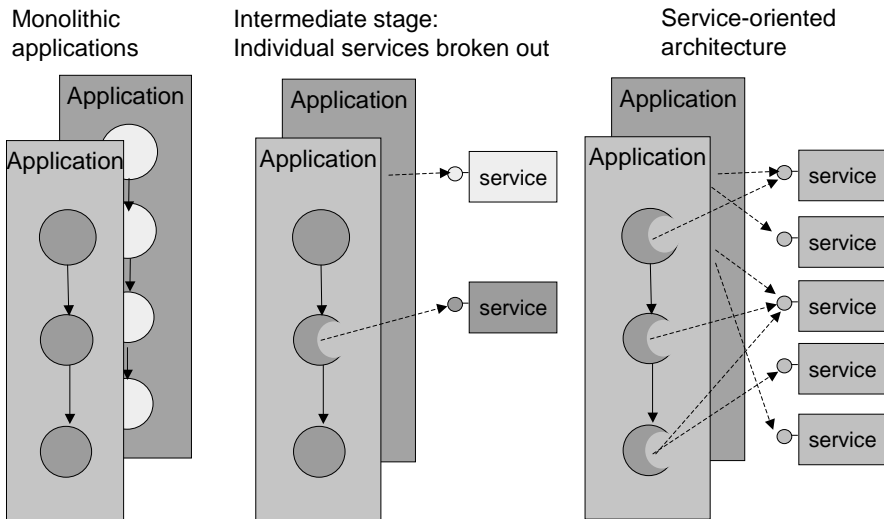 Monolithic
applications
Application
Application
Intermediate stage:
Individual services broken out
Application
Application
service
service
Service-oriented
architecture
Application
Application
service
service
service
service
service